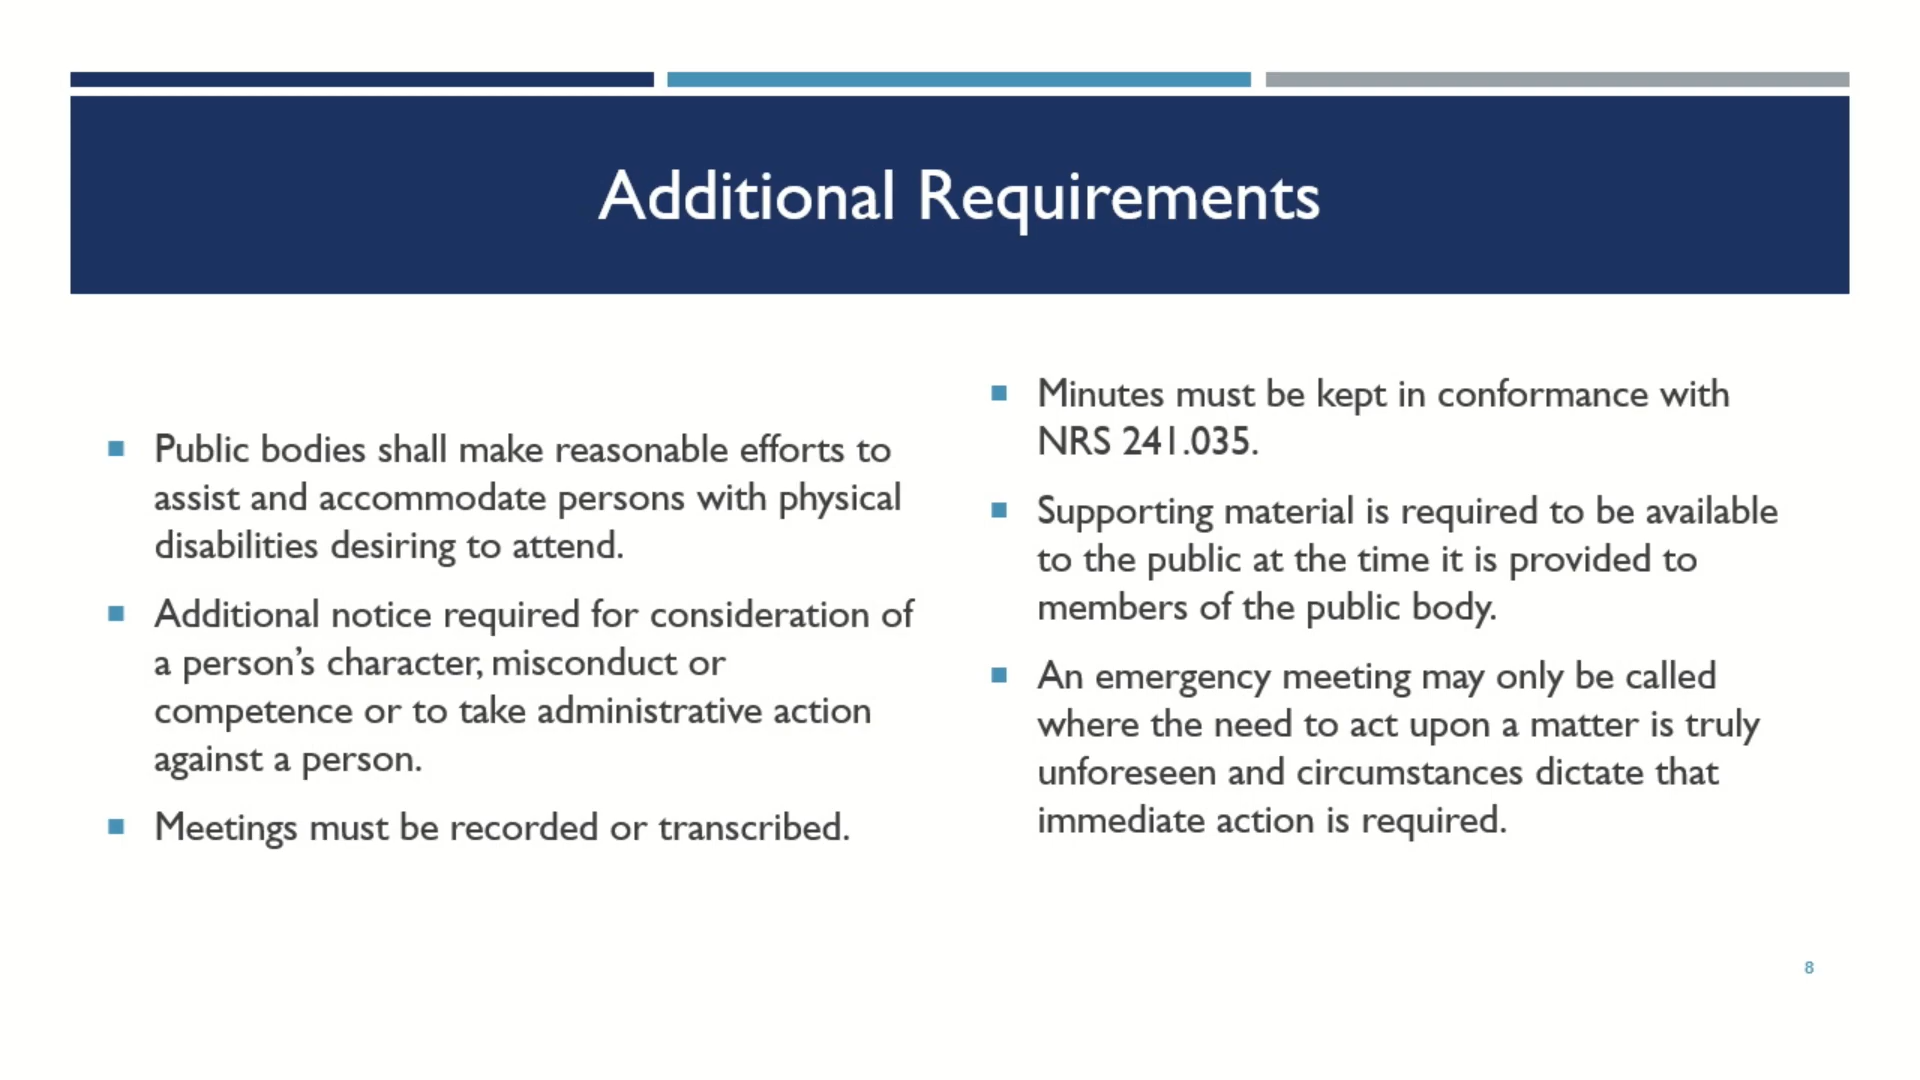 Additional Requirements
Public bodies shall make reasonable efforts to
assist and accommodate persons with physical
disabilities desiring to attend.
Additional notice required for consideration of
a person’s character, misconduct or
competence or to take administrative action
against a person.
Meetings must be recorded or transcribed.
Minutes must be kept in conformance with
NRS 241.035.
Supporting material is required to be available
to the public at the time it is provided to
members of the public body.
An emergency meeting may only be called
where the need to act upon a matter is truly
unforeseen and circumstances dictate that
immediate action is required.
8